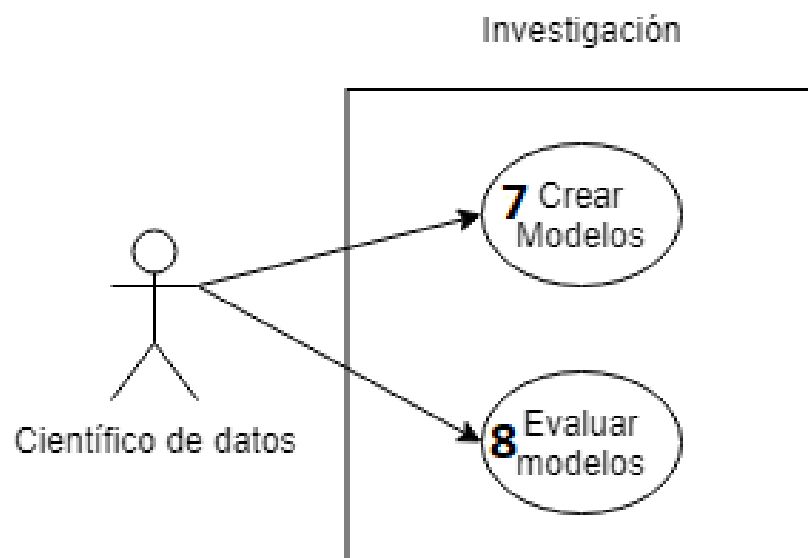 Investigación
7 Crear
Modelos
Científico de datos
8 Evaluar
modelos